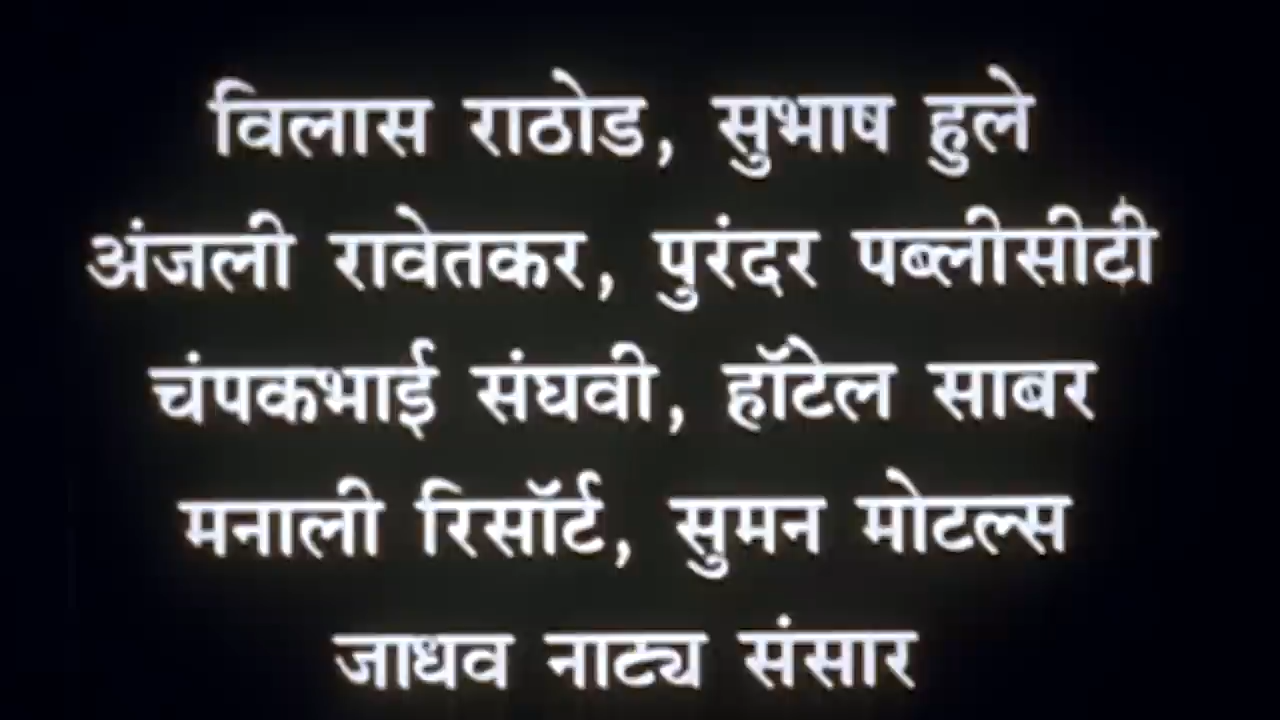 विलास राठोड, सुभाष हुले
अंजली रावेतकर, पुरंदर पब्लीसीटी
चंपकभाई संघवी, हॉटेल साबर
मनाली रिसॉर्ट, सुमन मोटल्स
जाधव नाट्य संसार